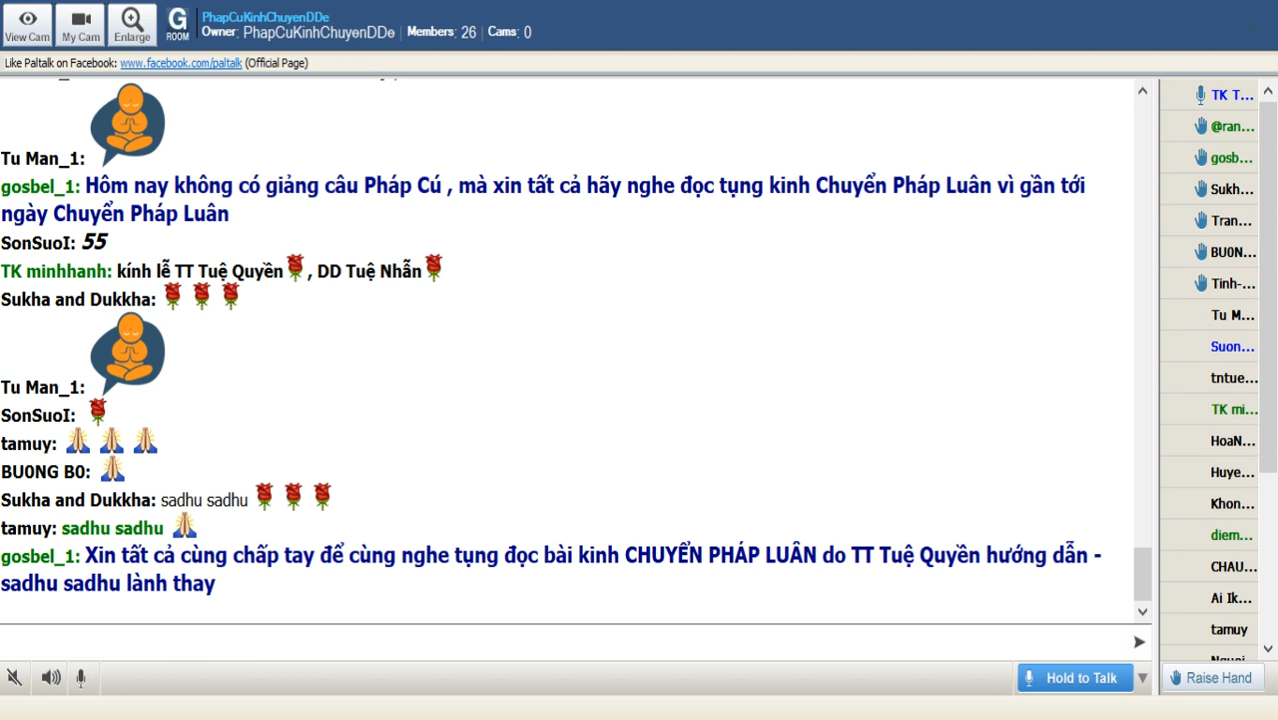 View Cam
My Cam
Enlarge
G
ROOM
PhapCuKinhChuyenDDe
Owner: PhapCuKinhChuyenDDe | Members: 26 | Cams: 0
Like Paltalk on Facebook: www.facebook.com/paltalk (Official Page)
Tu Man_1:
gosbel_1: Hôm nay không có giảng câu Pháp Cú , mà xin tất cả hãy nghe đọc tụng kinh Chuyển Pháp Luân vì gần tới
ngày Chuyển Pháp Luân
SonSuoI: 55
TK minhhanh: kính lễ TT Tuệ Quyền , DD Tuệ Nhẫn
Sukha and Dukkha:
Tu Man_1:
SonSuoI:
tamuy:
BU0NG B0:
Sukha and Dukkha: sadhu sadhu
tamuy: sadhu sadhu
gosbel_1: Xin tất cả cùng chấp tay để cùng nghe tụng đọc bài kinh CHUYỂN PHÁP LUÂN do TT Tuệ Quyền hướng dẫn -
sadhu sadhu lành thay
Hold to Talk
TK T...
@ran...
gosb...
Sukh...
Tran...
BU0N...
Tinh-...
Tu M...
Suon...
tntue...
TK mi...
HoaN...
Huye...
Khon...
diem...
CHAU...
Ai Ik...
tamuy
Raise Hand